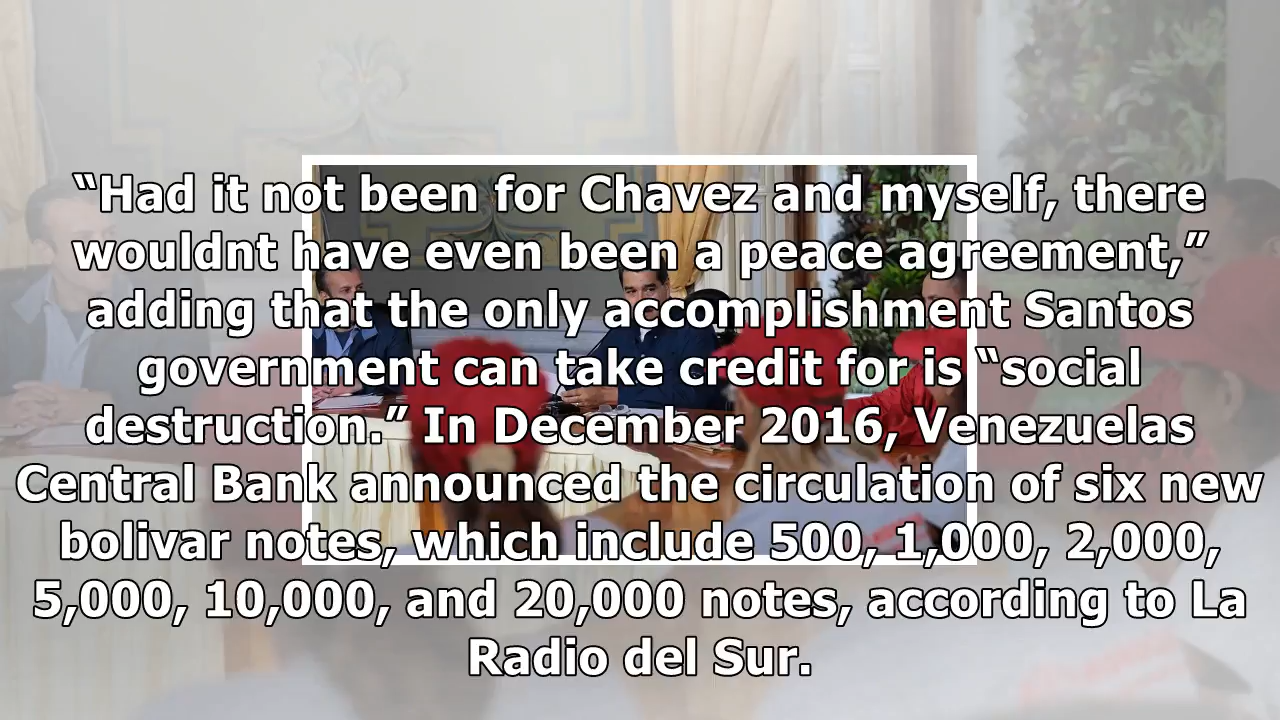 “Had it not been for Chavez and myself, there
wouldnt have even been a peace agreement,”
adding that the only accomplishment Santos
government can take credit for is “social
destruction.” In December 2016, Venezuelas
Central Bank announced the circulation of six new
bolivar notes, which include 500, 1,000, 2,000,
5,000, 10,000, and 20,000 notes, according to La
Radio del Sur.